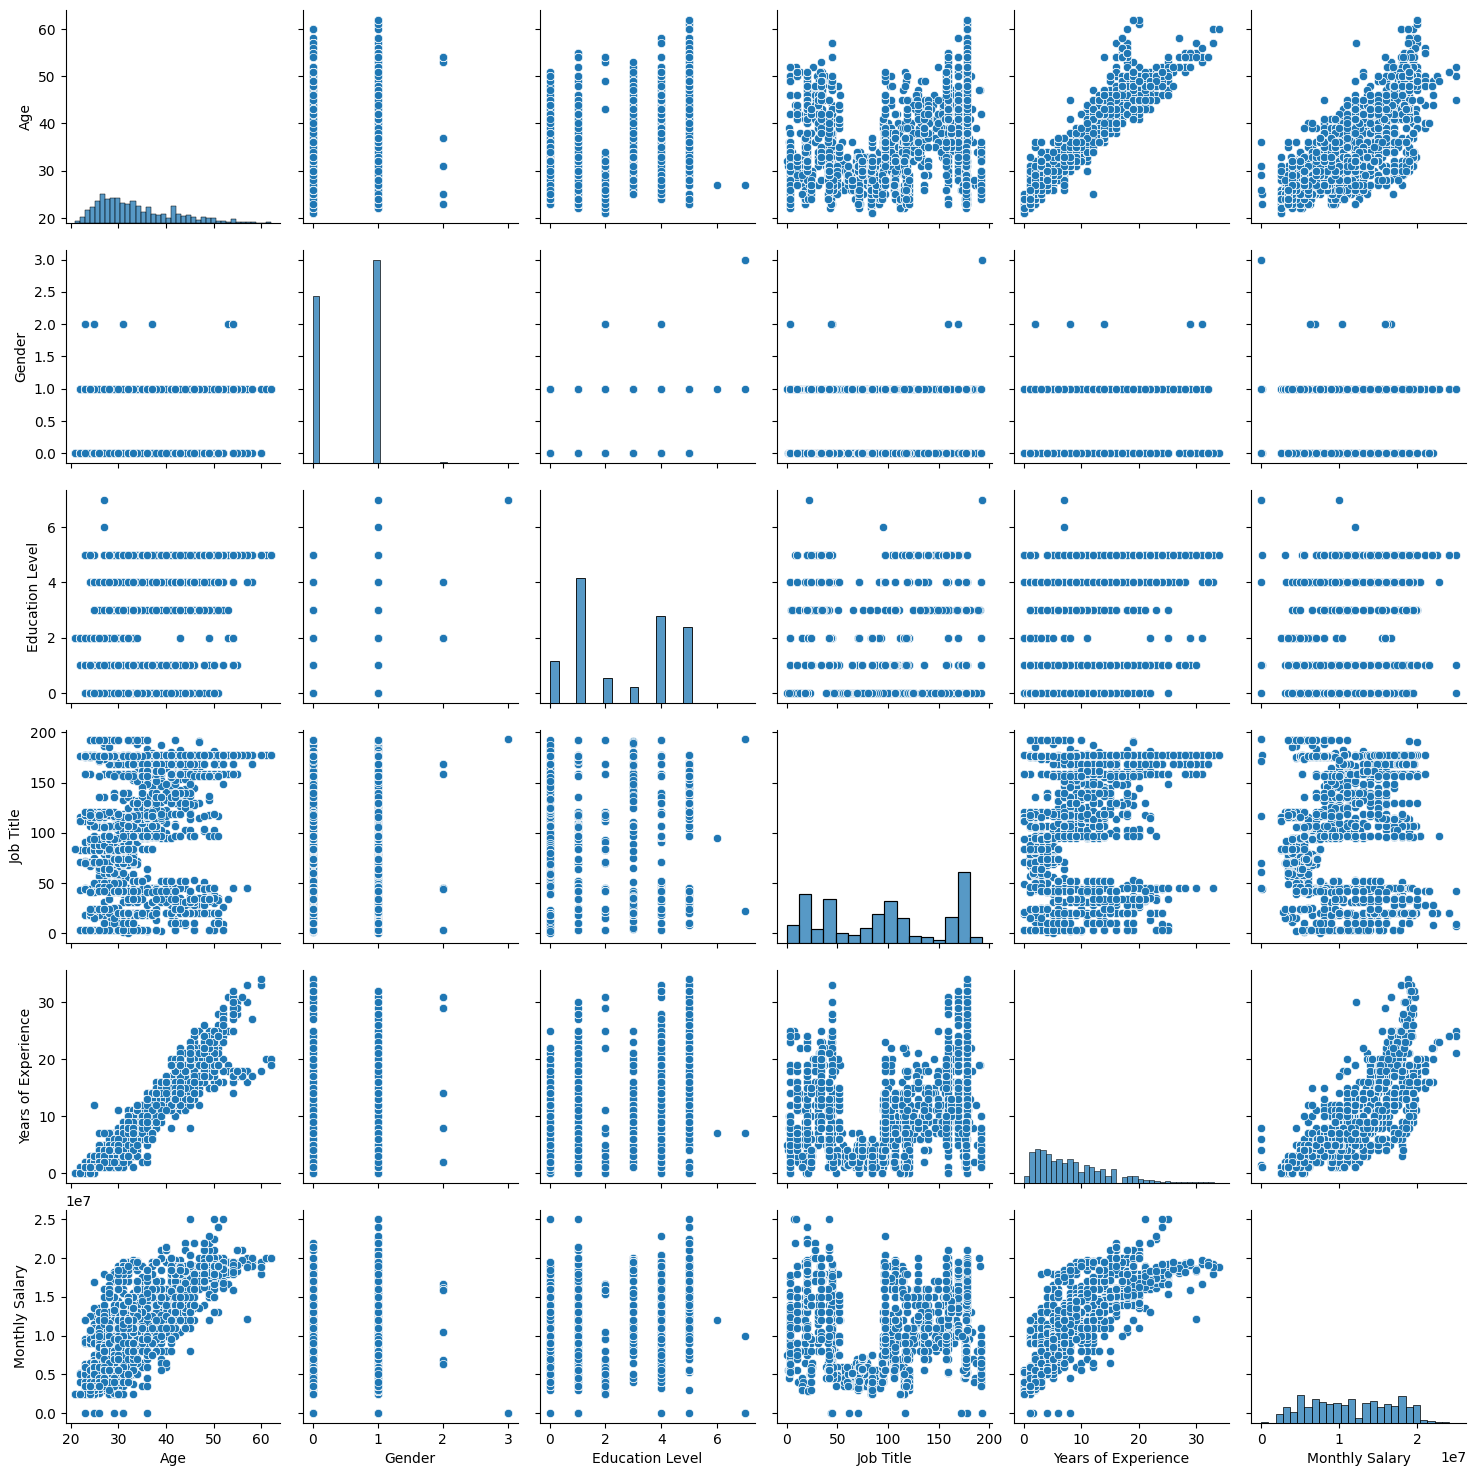 60
50
40
30
20
Age
3.0
2.5
2.0
1.5
1.0
0.5
0.0
Gender
6
4
2
0
Education Level
200
150
100
50
0
Job Title
30
20
10
0
Years of Experience
1e7
2.5
2.0
1.5
1.0
0.5
0.0
Monthly Salary
20 30 40 50 60
Age
0 1 2 3
Gender
0 2 4 6
Education Level
0 50 100 150 200
Job Title
0 10 20 30
Years of Experience
0 1 2
1e7
Monthly Salary